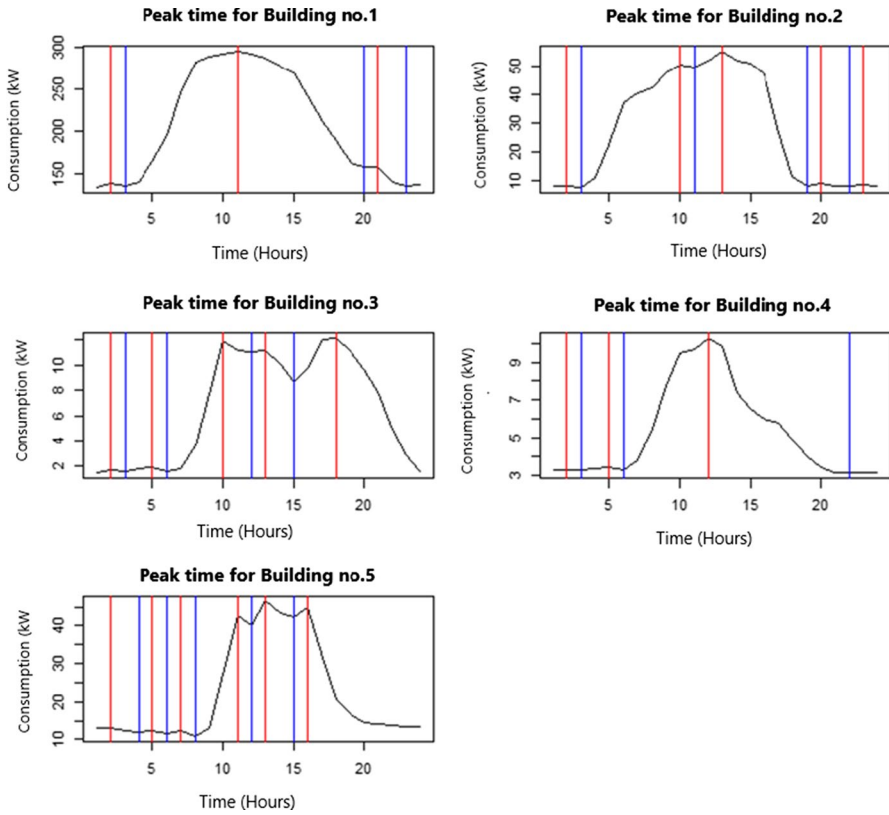 Peak time for Building no.1
Consumption (kW)
300
250
200
150
5 10 15 20
Time (Hours)
Peak time for Building no.2
Consumption (kW)
50
40
30
20
10
5 10 15 20
Time (Hours)
Peak time for Building no.3
Consumption (kW
10
8
6
4
2
5 10 15 20
Time (Hours)
Peak time for Building no.4
Consumption (kW)
9
7
5
3
5 10 15 20
Time (Hours)
Peak time for Building no.5
Consumption (kW
40
30
20
10
5 10 15 20
Time (Hours)